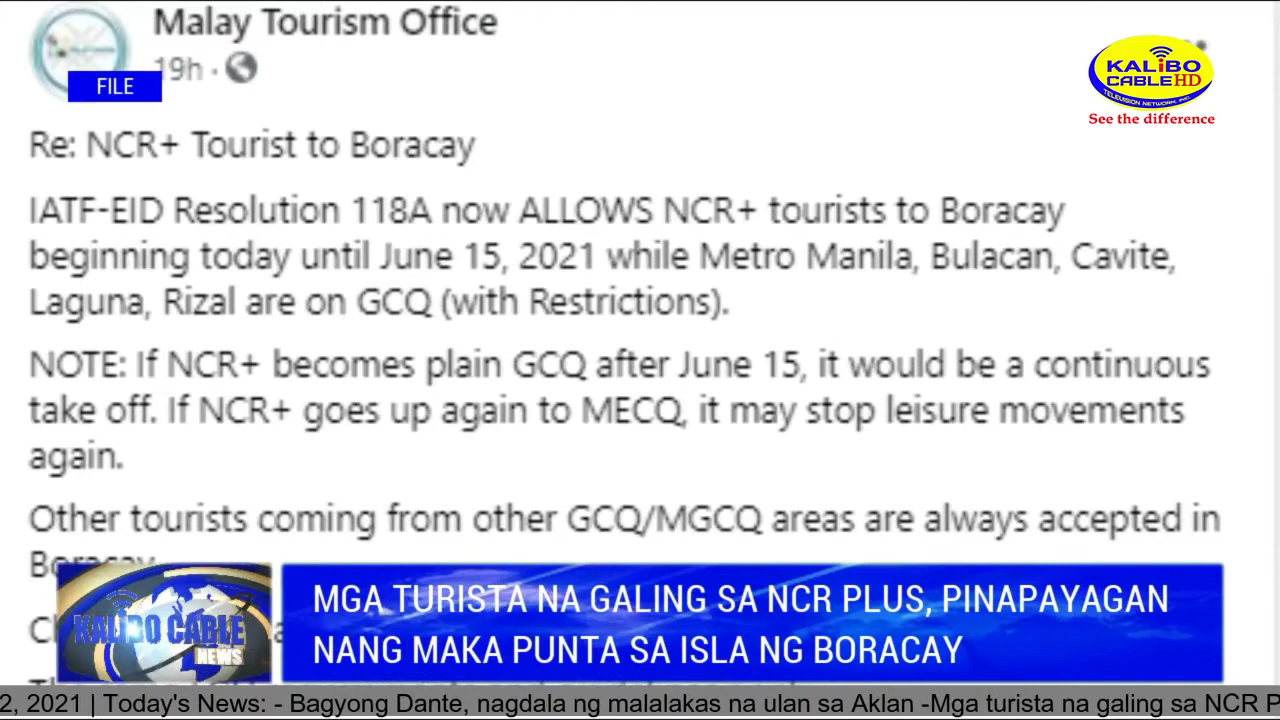 Malay Tourism Office
19h ·
FILE
KALIBO
CABLE HD
TELEVISION NETWORK, INC.
See the difference
Re: NCR+ Tourist to Boracay
IATF-EID Resolution 118A now ALLOWS NCR+ tourists to Boracay
beginning today until June 15, 2021 while Metro Manila, Bulacan, Cavite,
Laguna, Rizal are on GCQ (with Restrictions).
NOTE: If NCR+ becomes plain GCQ after June 15, it would be a continuous
take off. If NCR+ goes up again to MECQ, it may stop leisure movements
again.
Other tourists coming from other GCQ/MGCQ areas are always accepted in
Boracay.
KALIBO CABLE
NEWS
MGA TURISTA NA GALING SA NCR PLUS, PINAPAYAGAN
NANG MAKA PUNTA SA ISLA NG BORACAY
2, 2021 | Today's News: - Bagyong Dante, nagdala ng malalakas na ulan sa Aklan -Mga turista na galing sa NCR P